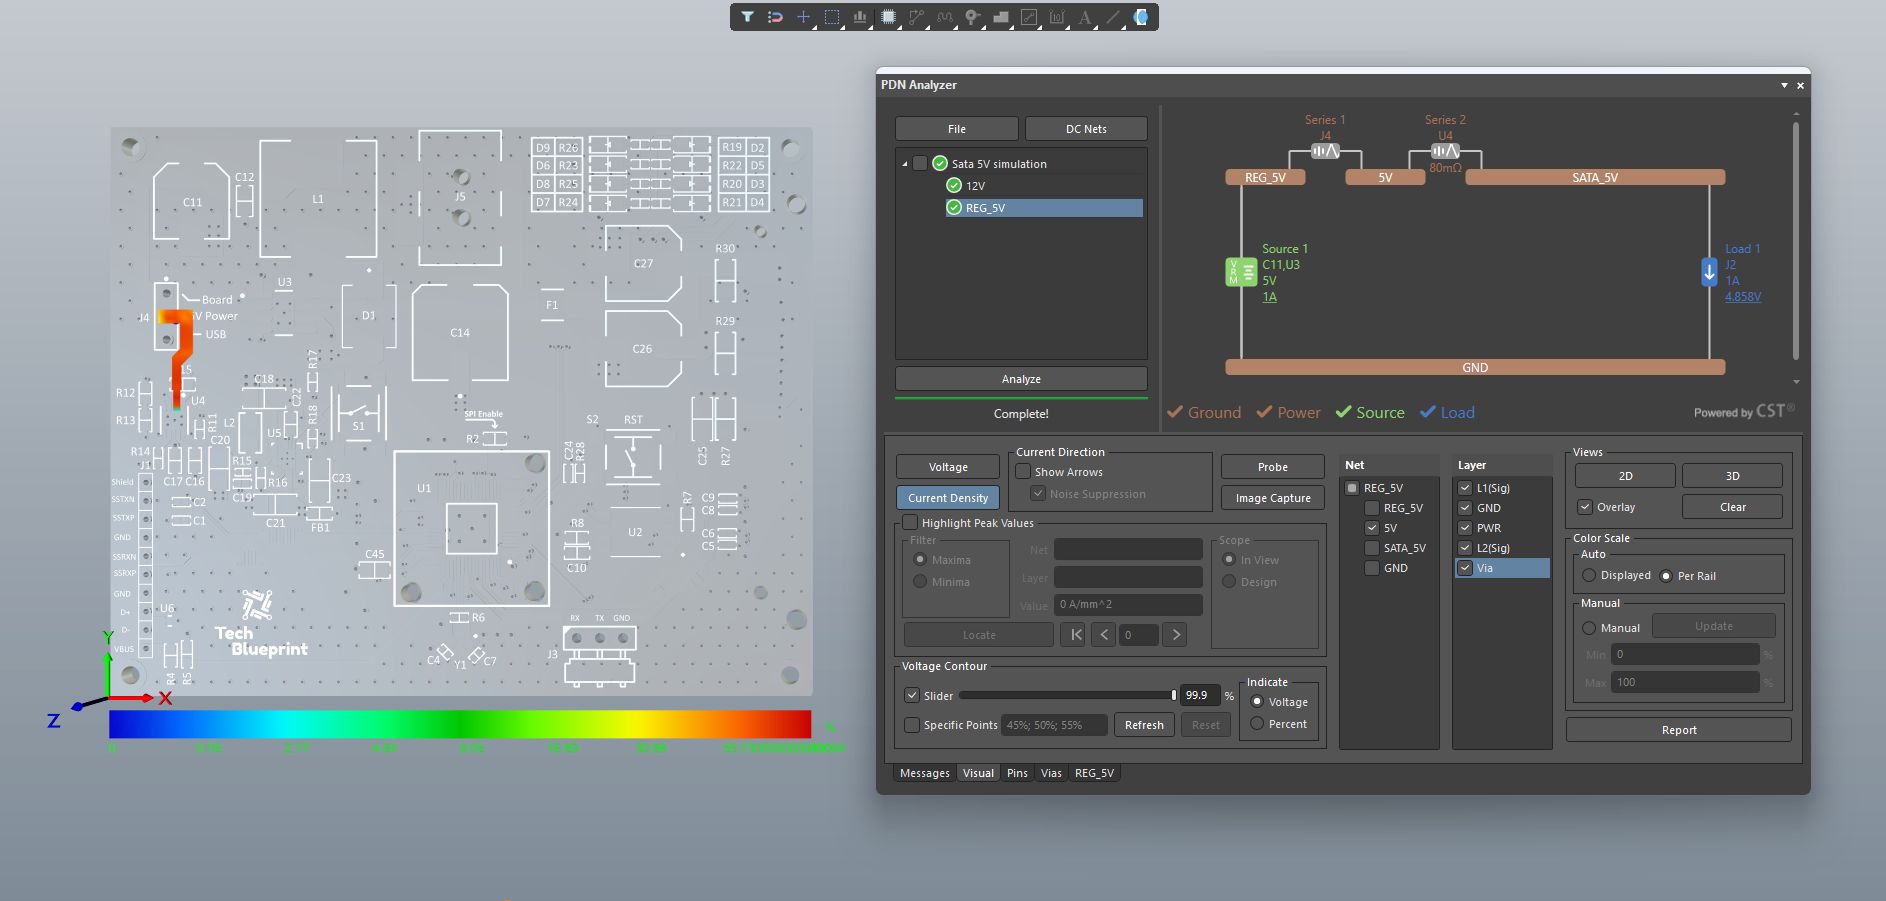 PDN Analyzer
File
DC Nets
Sata 5V simulation
12V
REG_5V
Analyze
Complete!
Series 1
J4
Series 2
U4
80mΩ
REG_5V
5V
SATA_5V
VRM
Source 1
C11,U3
5V
1A
Load 1
J2
1A
4.858V
GND
Ground
Power
Source
Load
Powered by CST®
Voltage
Current Density
Current Direction
Show Arrows
Noise Suppression
Probe
Image Capture
Highlight Peak Values
Filter
Maxima
Minima
Net
Layer
Value
0 A/mm^2
Scope
In View
Design
Locate
0
Voltage Contour
Slider
99.9
%
Specific Points
45%; 50%; 55%
Refresh
Reset
Indicate
Voltage
Percent
Net
REG_5V
REG_5V
5V
SATA_5V
GND
Layer
L1(Sig)
GND
PWR
L2(Sig)
Via
Views
2D
3D
Overlay
Clear
Color Scale
Auto
Displayed
Per Rail
Manual
Manual
Update
Min
0
%
Max
100
%
Report
Messages
Visual
Pins
Vias
REG_5V
D9 R26
D6 R23
D8 R25
D7 R24
R19 D2
R22 D5
R20 D3
R21 D4
C12
C11
L1
J5
C27
R30
U3
Board
5V Power
USB
J4
D1
C14
F1
C26
R29
R17
C18
C22
R12
U4
R13
R11
L2
U5
R18
S1
SPI Enable
R2
S2
RST
C25
R27
C24
R28
R14
J1
C20
R15
C17
C16
C19
R16
C23
C21
FB1
Shield
SSTXN
SSTXP
GND
SSRXN
SSRXP
GND
D+
D-
VBUS
C2
C1
U1
U2
R7
C9
C8
C6
C5
R8
C10
C45
U6
R4
R5
Tech
Blueprint
R6
C4
Y1
C7
RX TX GND
J3
Y
X
Z
0